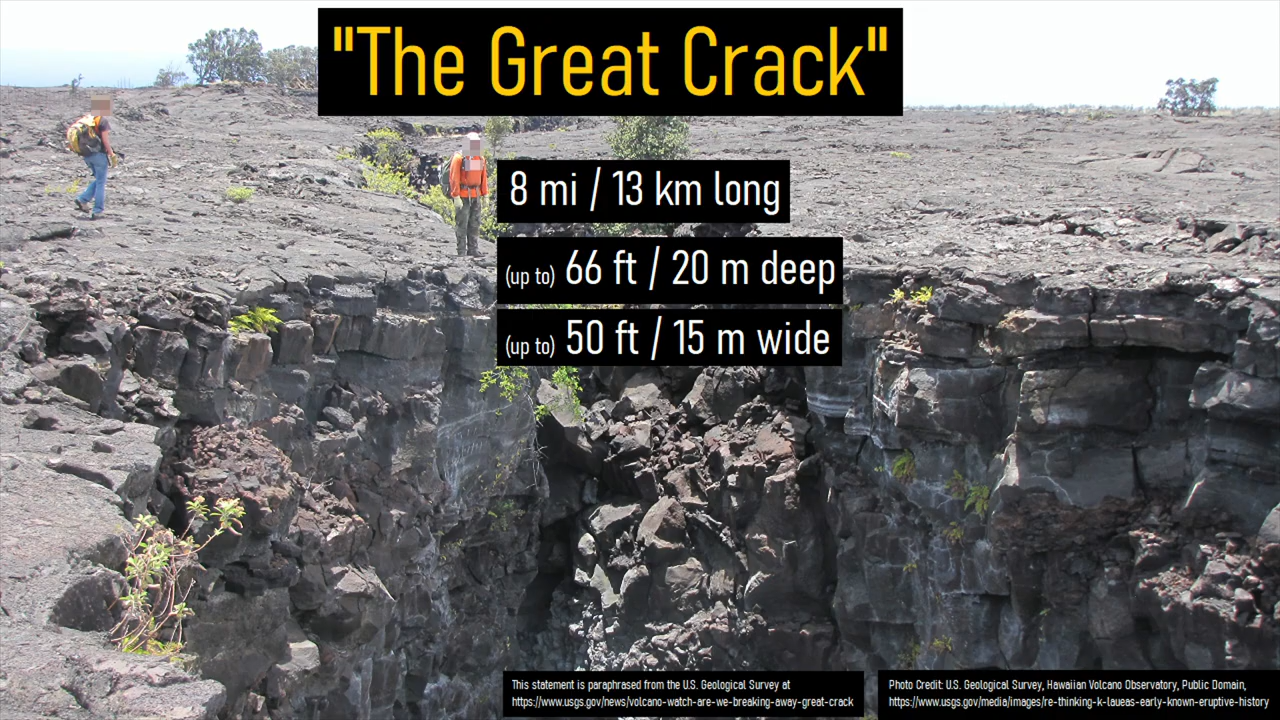 "The Great Crack"
8 mi / 13 km long
(up to) 66 ft / 20 m deep
(up to) 50 ft / 15 m wide
This statement is paraphrased from the U.S. Geological Survey at
https://www.usgs.gov/news/volcano-watch-are-we-breaking-away-great-crack
Photo Credit: U.S. Geological Survey, Hawaiian Volcano Observatory, Public Domain,
https://www.usgs.gov/media/images/re-thinking-k-laueas-early-known-eruptive-history